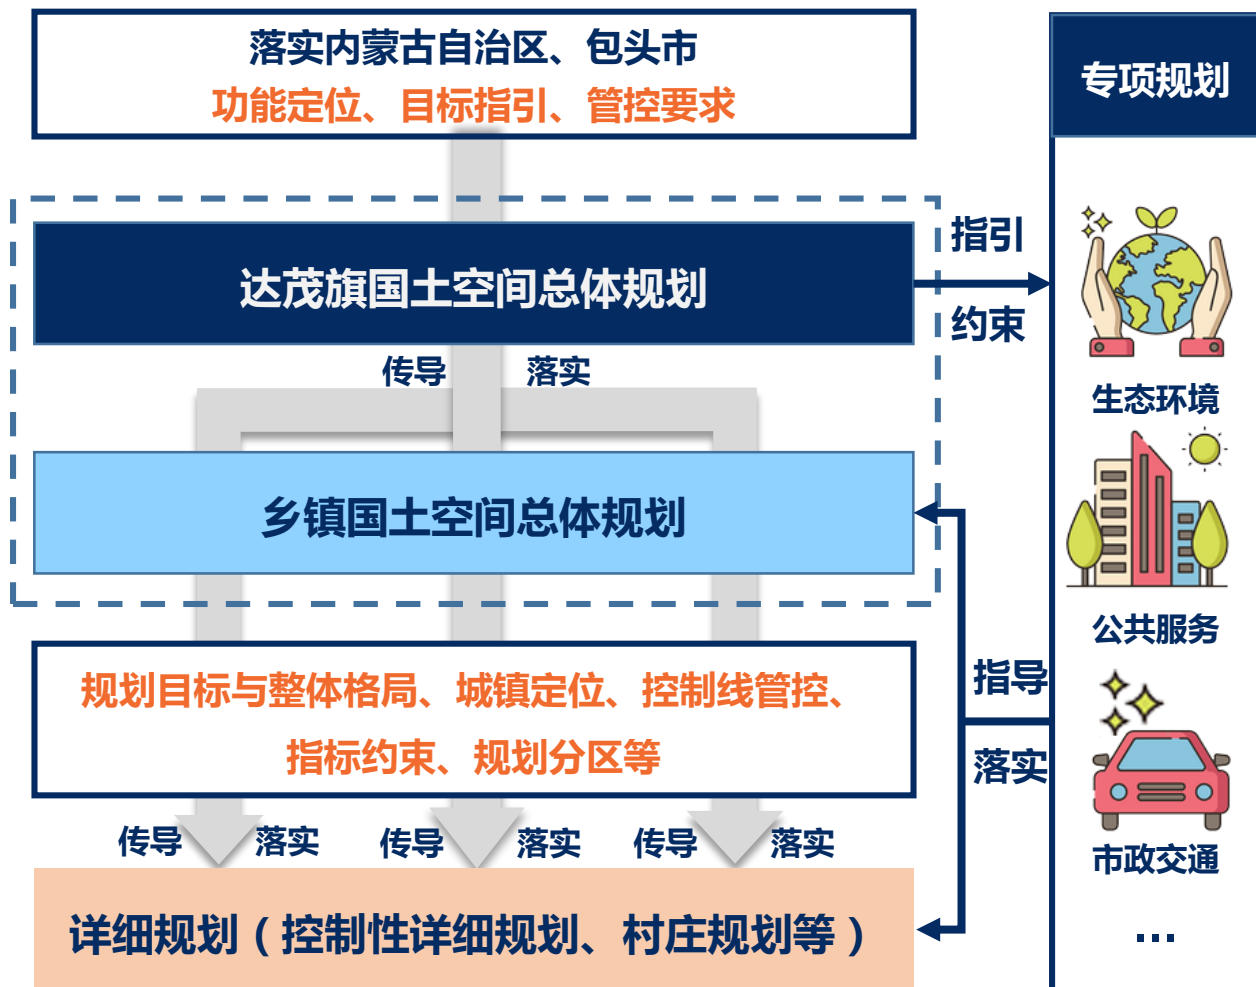 落实内蒙古自治区、包头市
功能定位、目标指引、管控要求
达茂旗国土空间总体规划
传导 落实
乡镇国土空间总体规划
规划目标与整体格局、城镇定位、控制线管控、
指标约束、规划分区等
传导 落实 传导 落实 传导 落实
详细规划（控制性详细规划、村庄规划等）
指引
约束
指导
落实
专项规划
生态环境
公共服务
市政交通
...